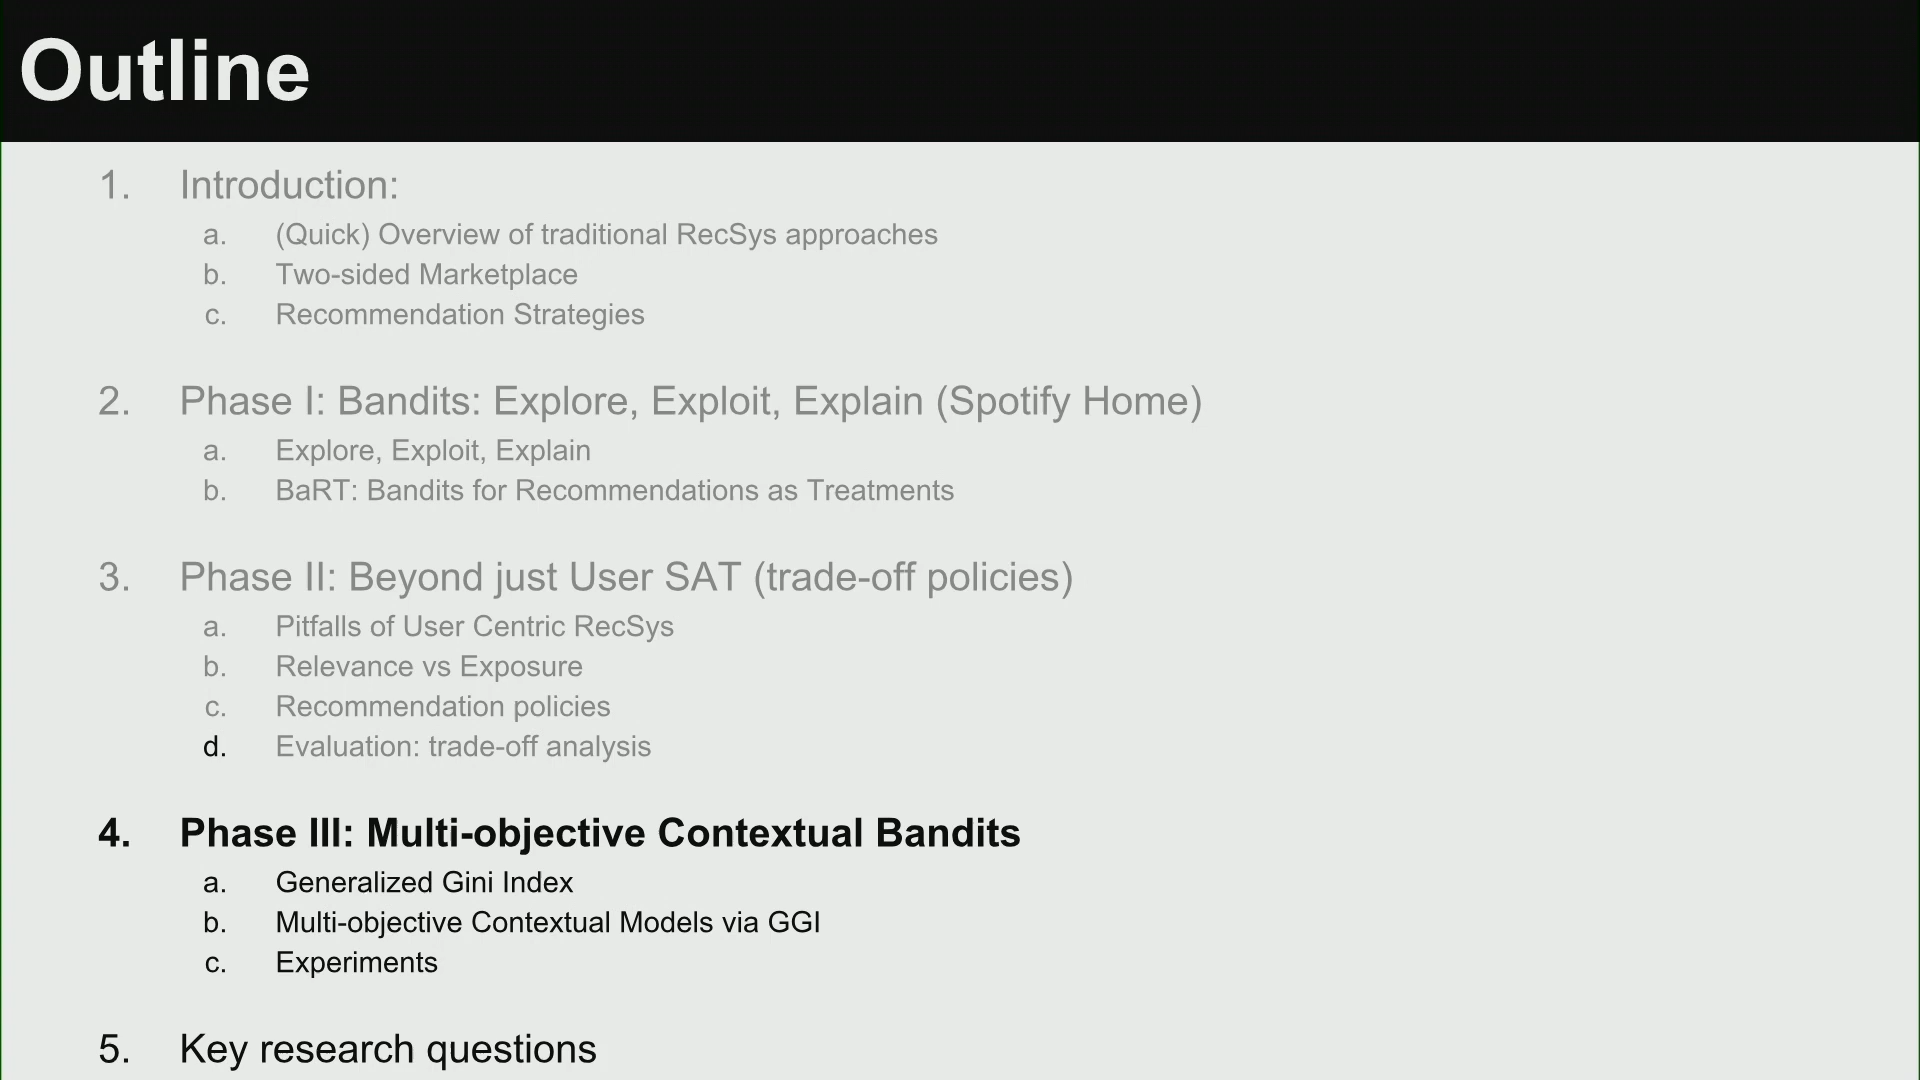 Outline
1. Introduction:
a. (Quick) Overview of traditional RecSys approaches
b. Two-sided Marketplace
c. Recommendation Strategies
2. Phase I: Bandits: Explore, Exploit, Explain (Spotify Home)
a. Explore, Exploit, Explain
b. BaRT: Bandits for Recommendations as Treatments
3. Phase II: Beyond just User SAT (trade-off policies)
a. Pitfalls of User Centric RecSys
b. Relevance vs Exposure
c. Recommendation policies
d. Evaluation: trade-off analysis
4. Phase III: Multi-objective Contextual Bandits
a. Generalized Gini Index
b. Multi-objective Contextual Models via GGI
c. Experiments
5. Key research questions